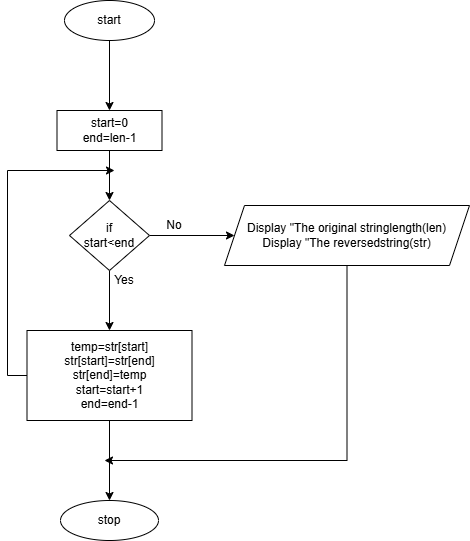 start
start=0
end=len-1
if
start<end
No
Display "The original stringlength(len)
Display "The reversedstring(str)
Yes
temp=str[start]
str[start]=str[end]
str[end]=temp
start=start+1
end=end-1
stop